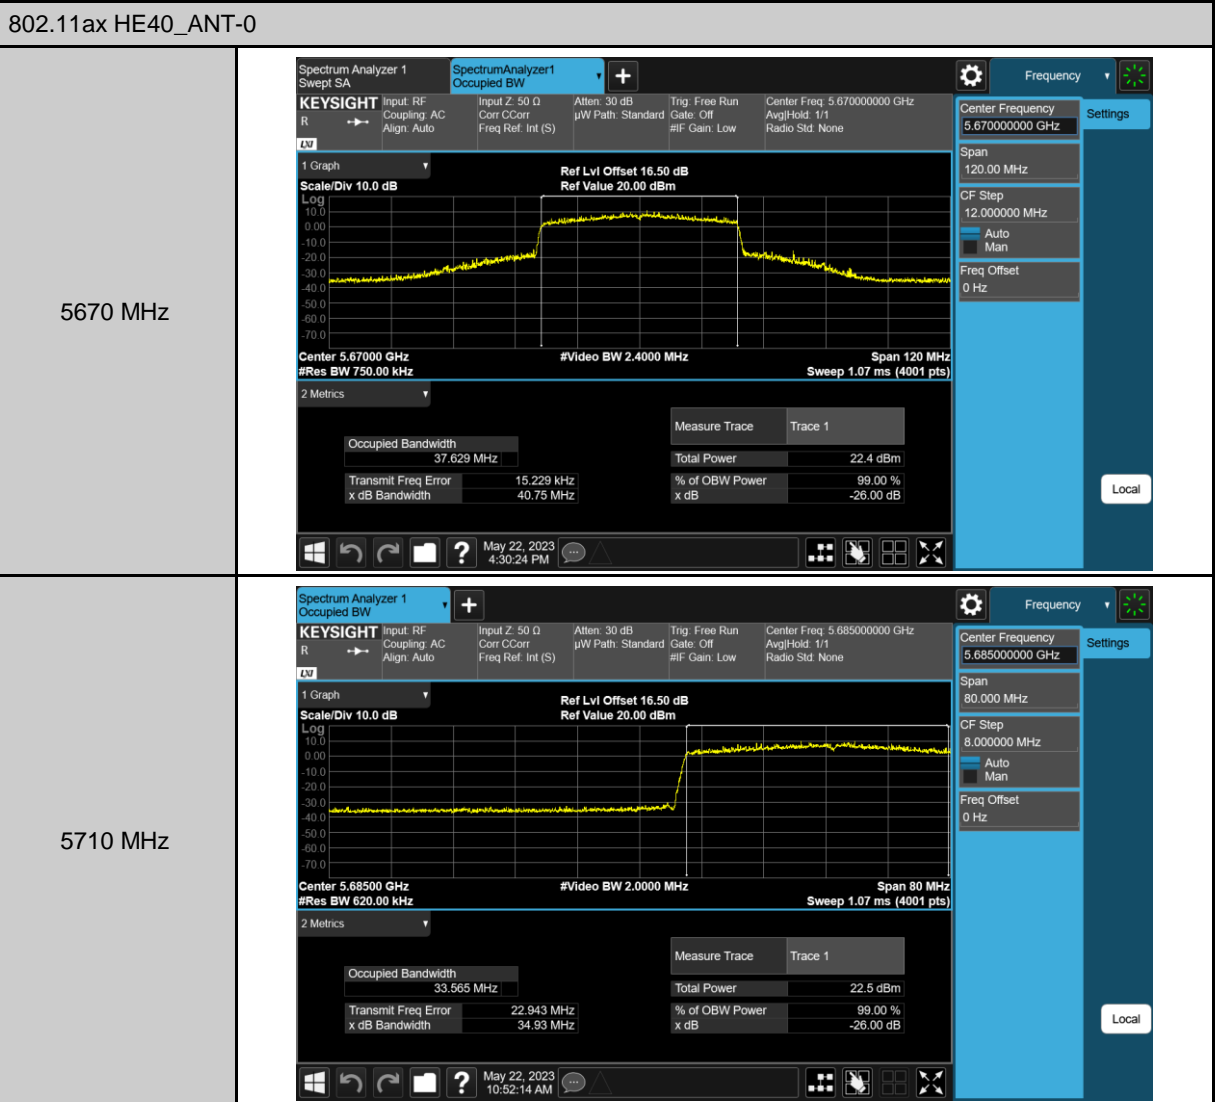 802.11ax HE40_ANT-0
5670 MHz
Spectrum Analyzer 1
Swept SA
SpectrumAnalyzer1
Occupied BW
+
Frequency
KEYSIGHT
R
LXI
Input: RF
Coupling: AC
Align: Auto
Input Z: 50 Ω
Corr CCorr
Freq Ref: Int (S)
Atten: 30 dB
µW Path: Standard
Trig: Free Run
Gate: Off
#IF Gain: Low
Center Freq: 5.670000000 GHz
Avg|Hold: 1/1
Radio Std: None
Center Frequency
5.670000000 GHz
Settings
Span
120.00 MHz
CF Step
12.000000 MHz
Auto
Man
Freq Offset
0 Hz
1 Graph
Scale/Div 10.0 dB
Ref Lvl Offset 16.50 dB
Ref Value 20.00 dBm
Log
10.0
0.00
-10.0
-20.0
-30.0
-40.0
-50.0
-60.0
-70.0
Center 5.67000 GHz
#Res BW 750.00 kHz
#Video BW 2.4000 MHz
Span 120 MHz
Sweep 1.07 ms (4001 pts)
2 Metrics
Measure Trace Trace 1
Occupied Bandwidth
37.629 MHz
Total Power 22.4 dBm
Transmit Freq Error 15.229 kHz
% of OBW Power 99.00 %
x dB Bandwidth 40.75 MHz
x dB -26.00 dB
Local
?
May 22, 2023
4:30:24 PM
5710 MHz
Spectrum Analyzer 1
Occupied BW
+
Frequency
KEYSIGHT
R
LXI
Input: RF
Coupling: AC
Align: Auto
Input Z: 50 Ω
Corr CCorr
Freq Ref: Int (S)
Atten: 30 dB
µW Path: Standard
Trig: Free Run
Gate: Off
#IF Gain: Low
Center Freq: 5.685000000 GHz
Avg|Hold: 1/1
Radio Std: None
Center Frequency
5.685000000 GHz
Settings
Span
80.000 MHz
CF Step
8.000000 MHz
Auto
Man
Freq Offset
0 Hz
1 Graph
Scale/Div 10.0 dB
Ref Lvl Offset 16.50 dB
Ref Value 20.00 dBm
Log
10.0
0.00
-10.0
-20.0
-30.0
-40.0
-50.0
-60.0
-70.0
Center 5.68500 GHz
#Res BW 620.00 kHz
#Video BW 2.0000 MHz
Span 80 MHz
Sweep 1.07 ms (4001 pts)
2 Metrics
Measure Trace Trace 1
Occupied Bandwidth
33.565 MHz
Total Power 22.5 dBm
Transmit Freq Error 22.943 MHz
% of OBW Power 99.00 %
x dB Bandwidth 34.93 MHz
x dB -26.00 dB
Local
?
May 22, 2023
10:52:14 AM